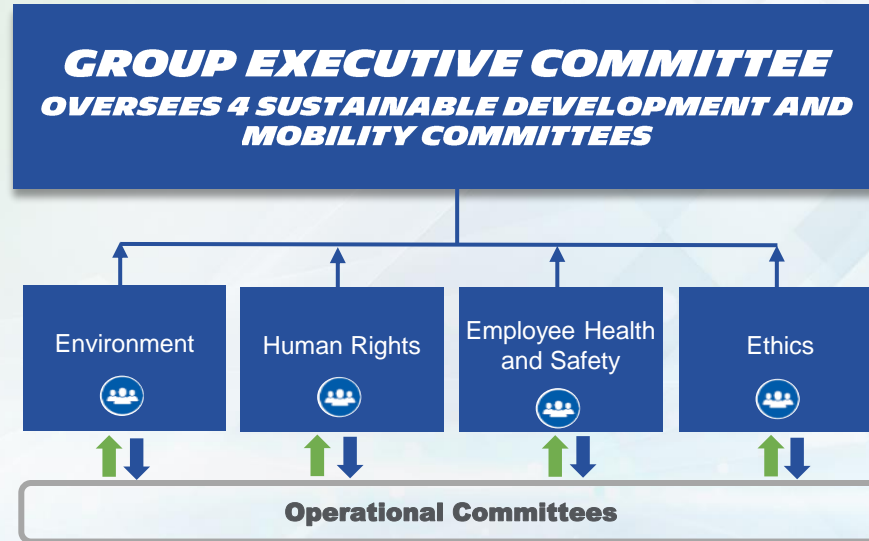 GROUP EXECUTIVE COMMITTEE
OVERSEES 4 SUSTAINABLE DEVELOPMENT AND
MOBILITY COMMITTEES
Environment
Human Rights
Employee Health
and Safety
Ethics
Operational Committees